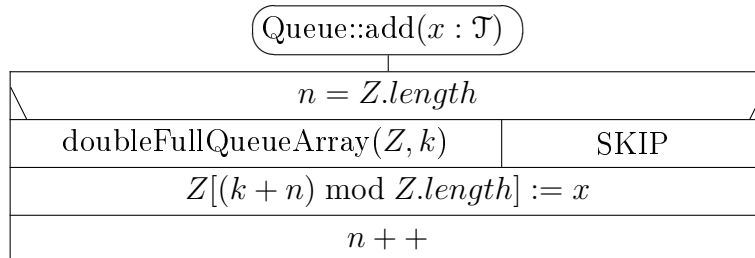 Queue::add(x : 𝒯)
n = Z.length
doubleFullQueueArray(Z, k) SKIP
Z[(k + n) mod Z.length] := x
n + +